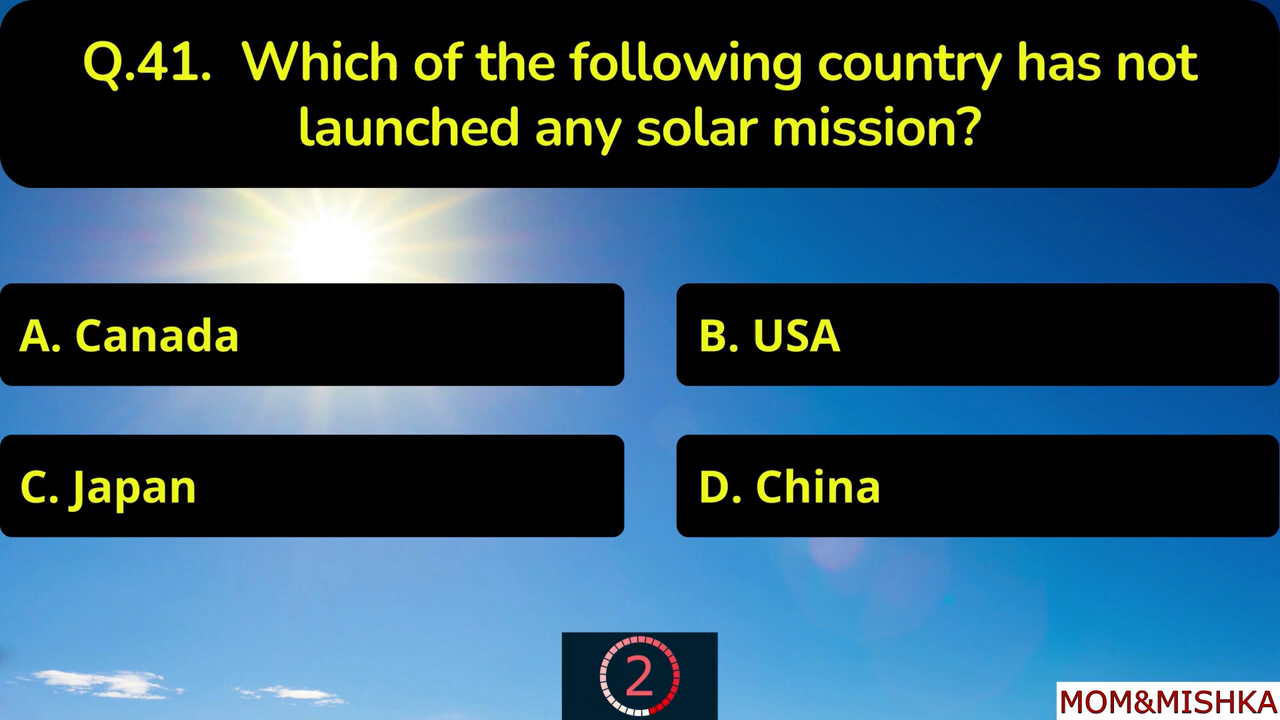 Q.41. Which of the following country has not
launched any solar mission?
A. Canada
B. USA
C. Japan
D. China
2
MOM&MISHKA